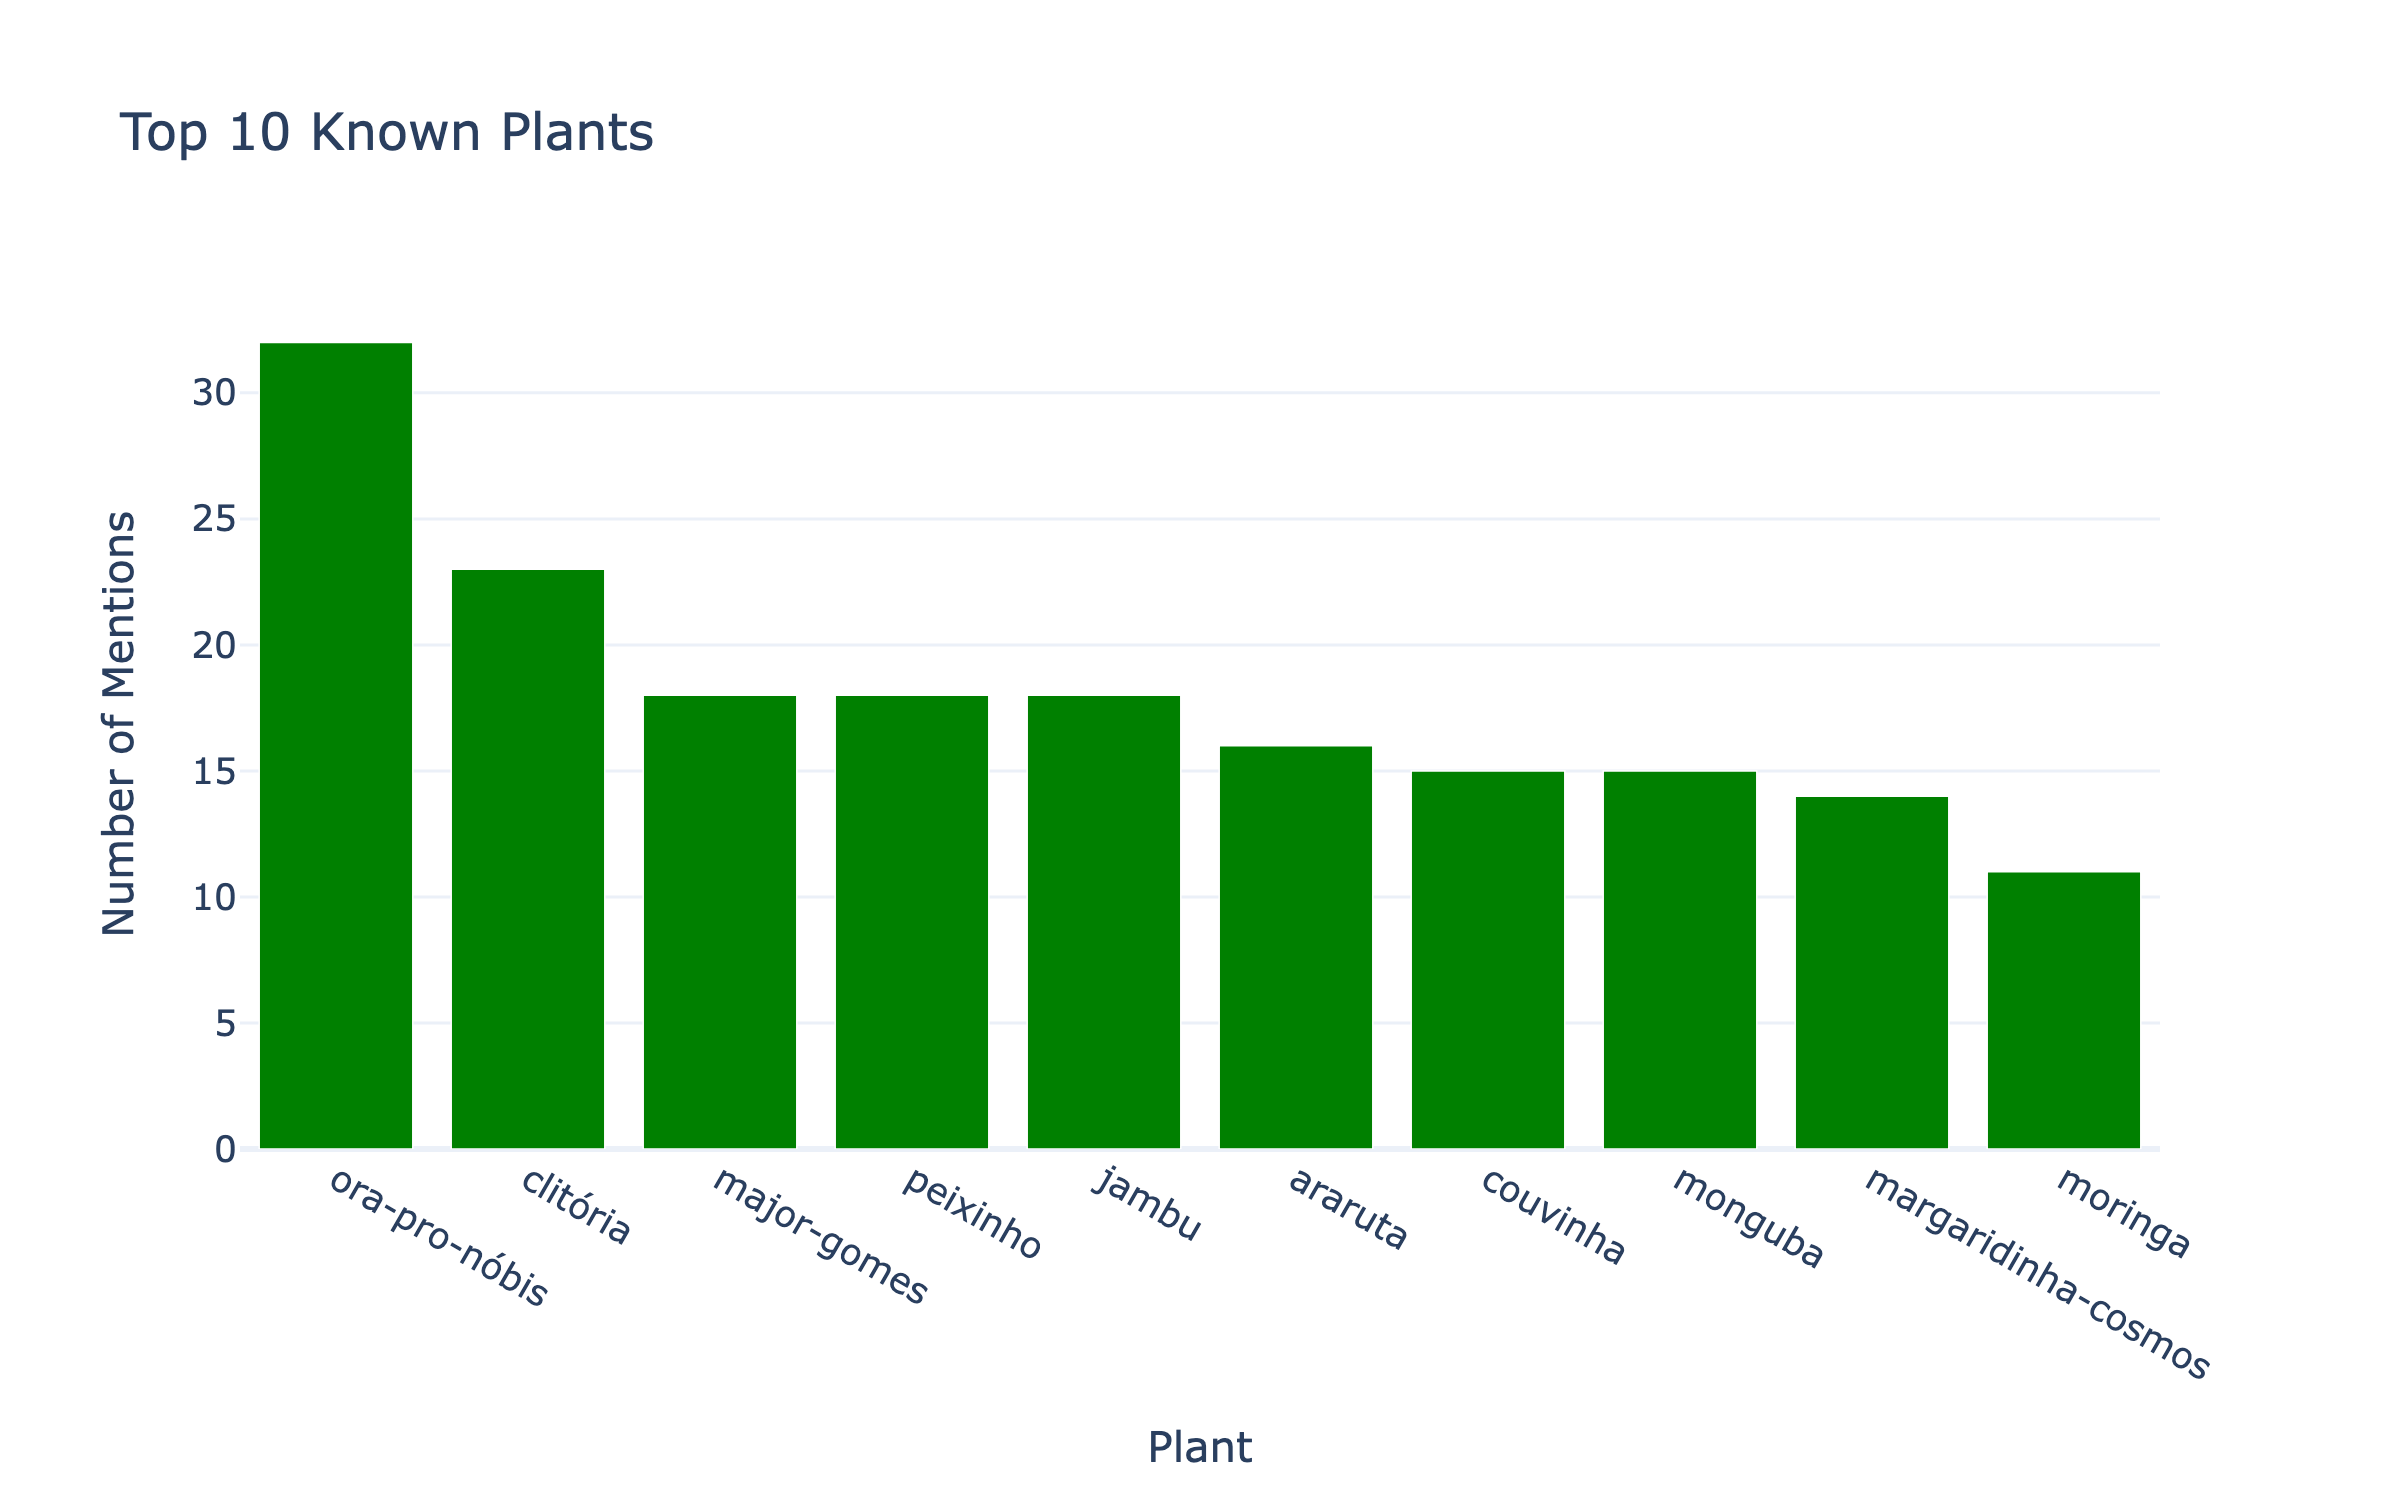 Top 10 Known Plants
Number of Mentions
30
25
20
15
10
5
0
ora-pro-nóbis
clitória
major-gomes
peixinho
jambu
araruta
couvinha
monguba
margaridinha-cosmos
moringa
Plant